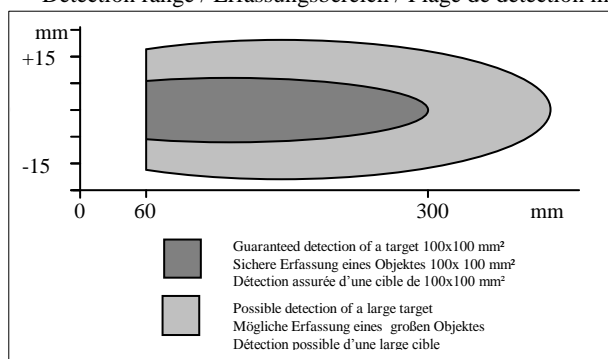 Detection range / Erfassungsbereich / Plage de détection
mm
+15
-15
0 60 300 mm
Guaranteed detection of a target 100x100 mm²
Sichere Erfassung eines Objektes 100x 100 mm²
Détection assurée d’une cible de 100x100 mm²
Possible detection of a large target
Mögliche Erfassung eines großen Objektes
Détection possible d’une large cible